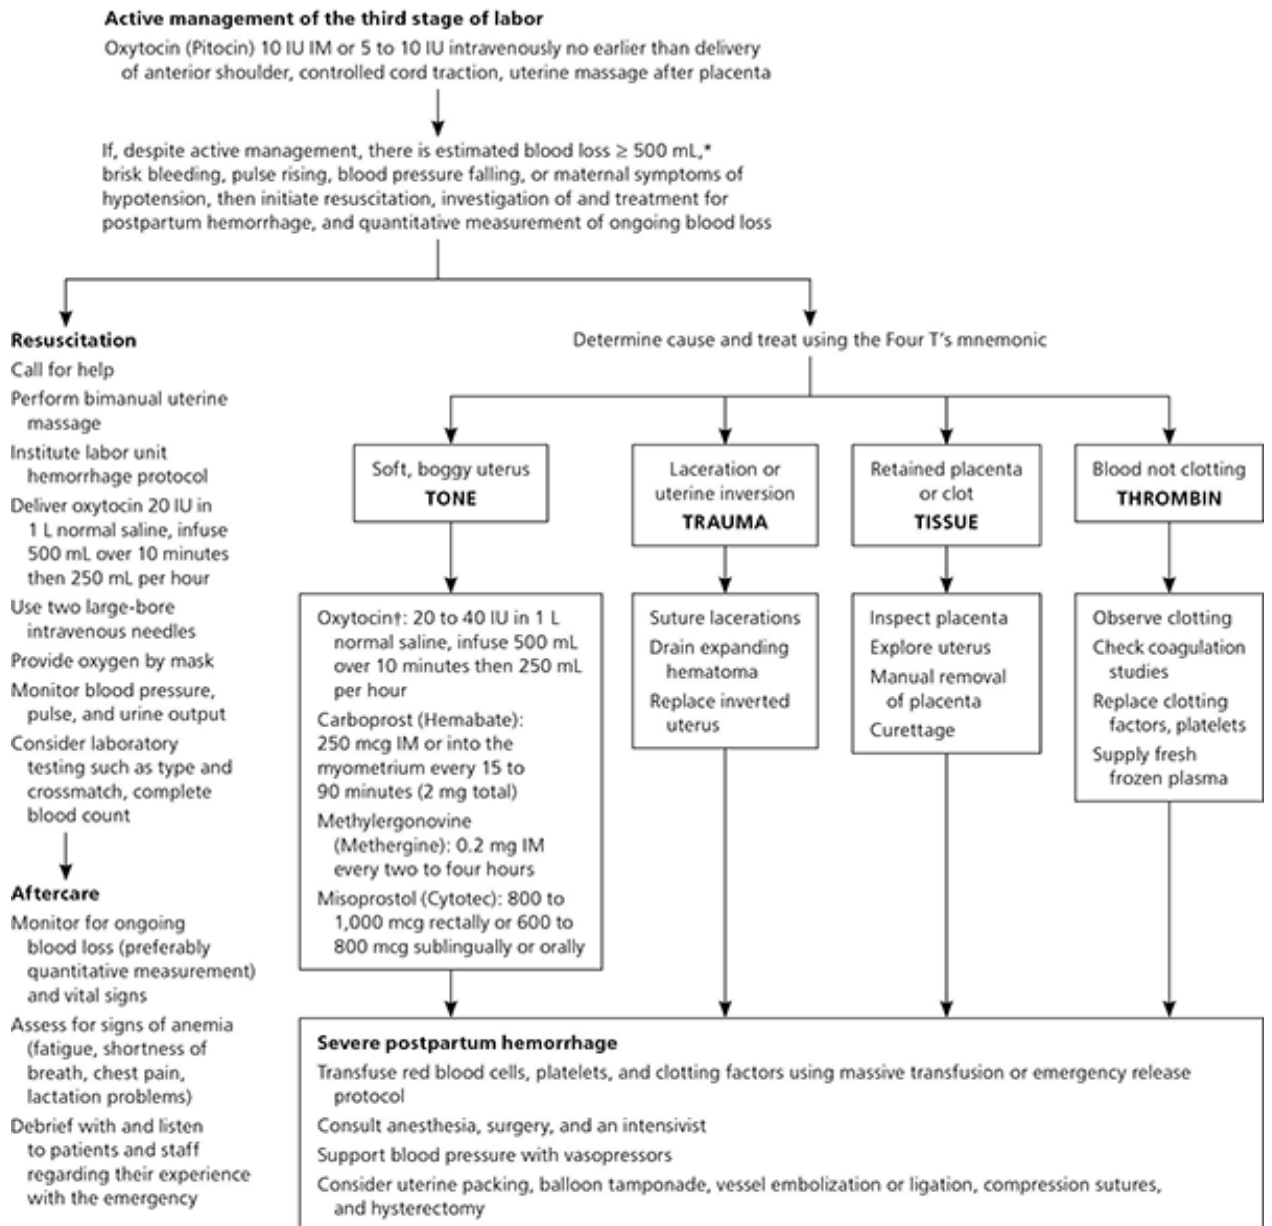 Active management of the third stage of labor
Oxytocin (Pitocin) 10 IU IM or 5 to 10 IU intravenously no earlier than delivery
of anterior shoulder, controlled cord traction, uterine massage after placenta
If, despite active management, there is estimated blood loss ≥ 500 mL,*
brisk bleeding, pulse rising, blood pressure falling, or maternal symptoms of
hypotension, then initiate resuscitation, investigation of and treatment for
postpartum hemorrhage, and quantitative measurement of ongoing blood loss
Resuscitation
Call for help
Perform bimanual uterine
massage
Institute labor unit
hemorrhage protocol
Deliver oxytocin 20 IU in
1 L normal saline, infuse
500 mL over 10 minutes
then 250 mL per hour
Use two large-bore
intravenous needles
Provide oxygen by mask
Monitor blood pressure,
pulse, and urine output
Consider laboratory
testing such as type and
crossmatch, complete
blood count
Aftercare
Monitor for ongoing
blood loss (preferably
quantitative measurement)
and vital signs
Assess for signs of anemia
(fatigue, shortness of
breath, chest pain,
lactation problems)
Debrief with and listen
to patients and staff
regarding their experience
with the emergency
Determine cause and treat using the Four T's mnemonic
Soft, boggy uterus
TONE
Oxytocin†: 20 to 40 IU in 1 L
normal saline, infuse 500 mL
over 10 minutes then 250 mL
per hour
Carboprost (Hemabate):
250 mcg IM or into the
myometrium every 15 to
90 minutes (2 mg total)
Methylergonovine
(Methergine): 0.2 mg IM
every two to four hours
Misoprostol (Cytotec): 800 to
1,000 mcg rectally or 600 to
800 mcg sublingually or orally
Laceration or
uterine inversion
TRAUMA
Suture lacerations
Drain expanding
hematoma
Replace inverted
uterus
Retained placenta
or clot
TISSUE
Inspect placenta
Explore uterus
Manual removal
of placenta
Curettage
Blood not clotting
THROMBIN
Observe clotting
Check coagulation
studies
Replace clotting
factors, platelets
Supply fresh
frozen plasma
Severe postpartum hemorrhage
Transfuse red blood cells, platelets, and clotting factors using massive transfusion or emergency release
protocol
Consult anesthesia, surgery, and an intensivist
Support blood pressure with vasopressors
Consider uterine packing, balloon tamponade, vessel embolization or ligation, compression sutures,
and hysterectomy